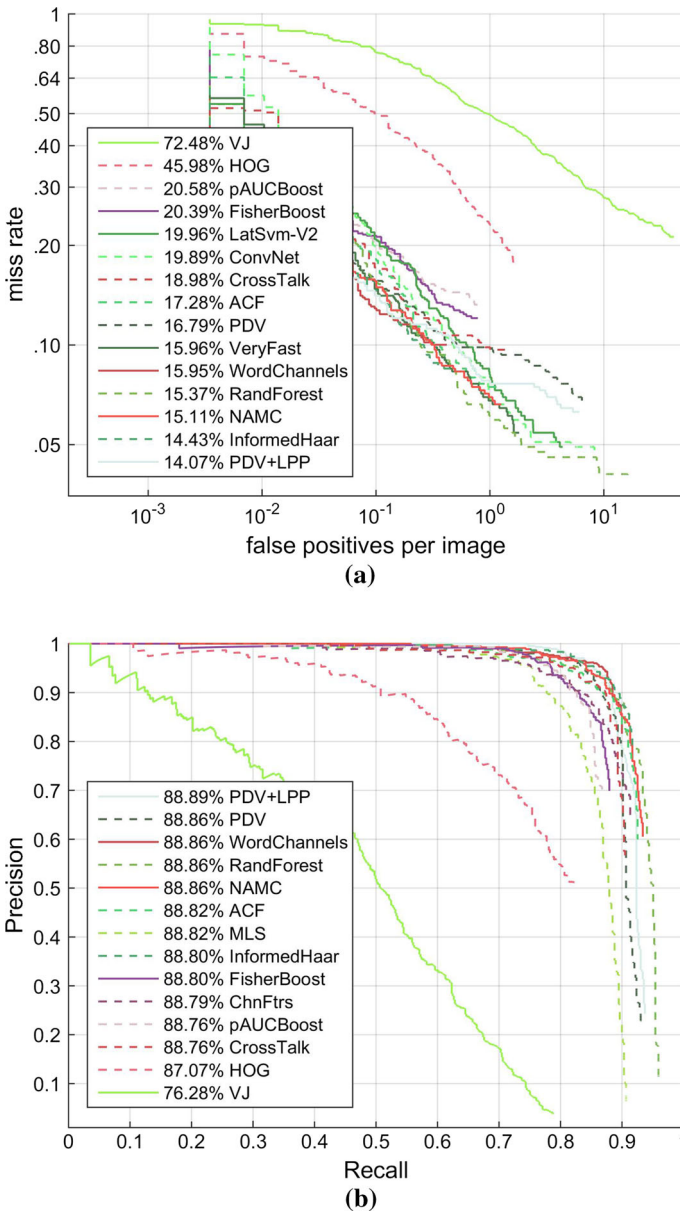 1
.80
.64
.50
.40
.30
.20
.10
.05
miss rate
72.48% VJ
45.98% HOG
20.58% pAUCBoost
20.39% FisherBoost
19.96% LatSvm-V2
19.89% ConvNet
18.98% CrossTalk
17.28% ACF
16.79% PDV
15.96% VeryFast
15.95% WordChannels
15.37% RandForest
15.11% NAMC
14.43% InformedHaar
14.07% PDV+LPP
10^-3 10^-2 10^-1 10^0 10^1
false positives per image
(a)
1
0.9
0.8
0.7
0.6
0.5
0.4
0.3
0.2
0.1
Precision
88.89% PDV+LPP
88.86% PDV
88.86% WordChannels
88.86% RandForest
88.86% NAMC
88.82% ACF
88.82% MLS
88.80% InformedHaar
88.80% FisherBoost
88.79% ChnFtrs
88.76% pAUCBoost
88.76% CrossTalk
87.07% HOG
76.28% VJ
0 0.1 0.2 0.3 0.4 0.5 0.6 0.7 0.8 0.9
Recall
(b)